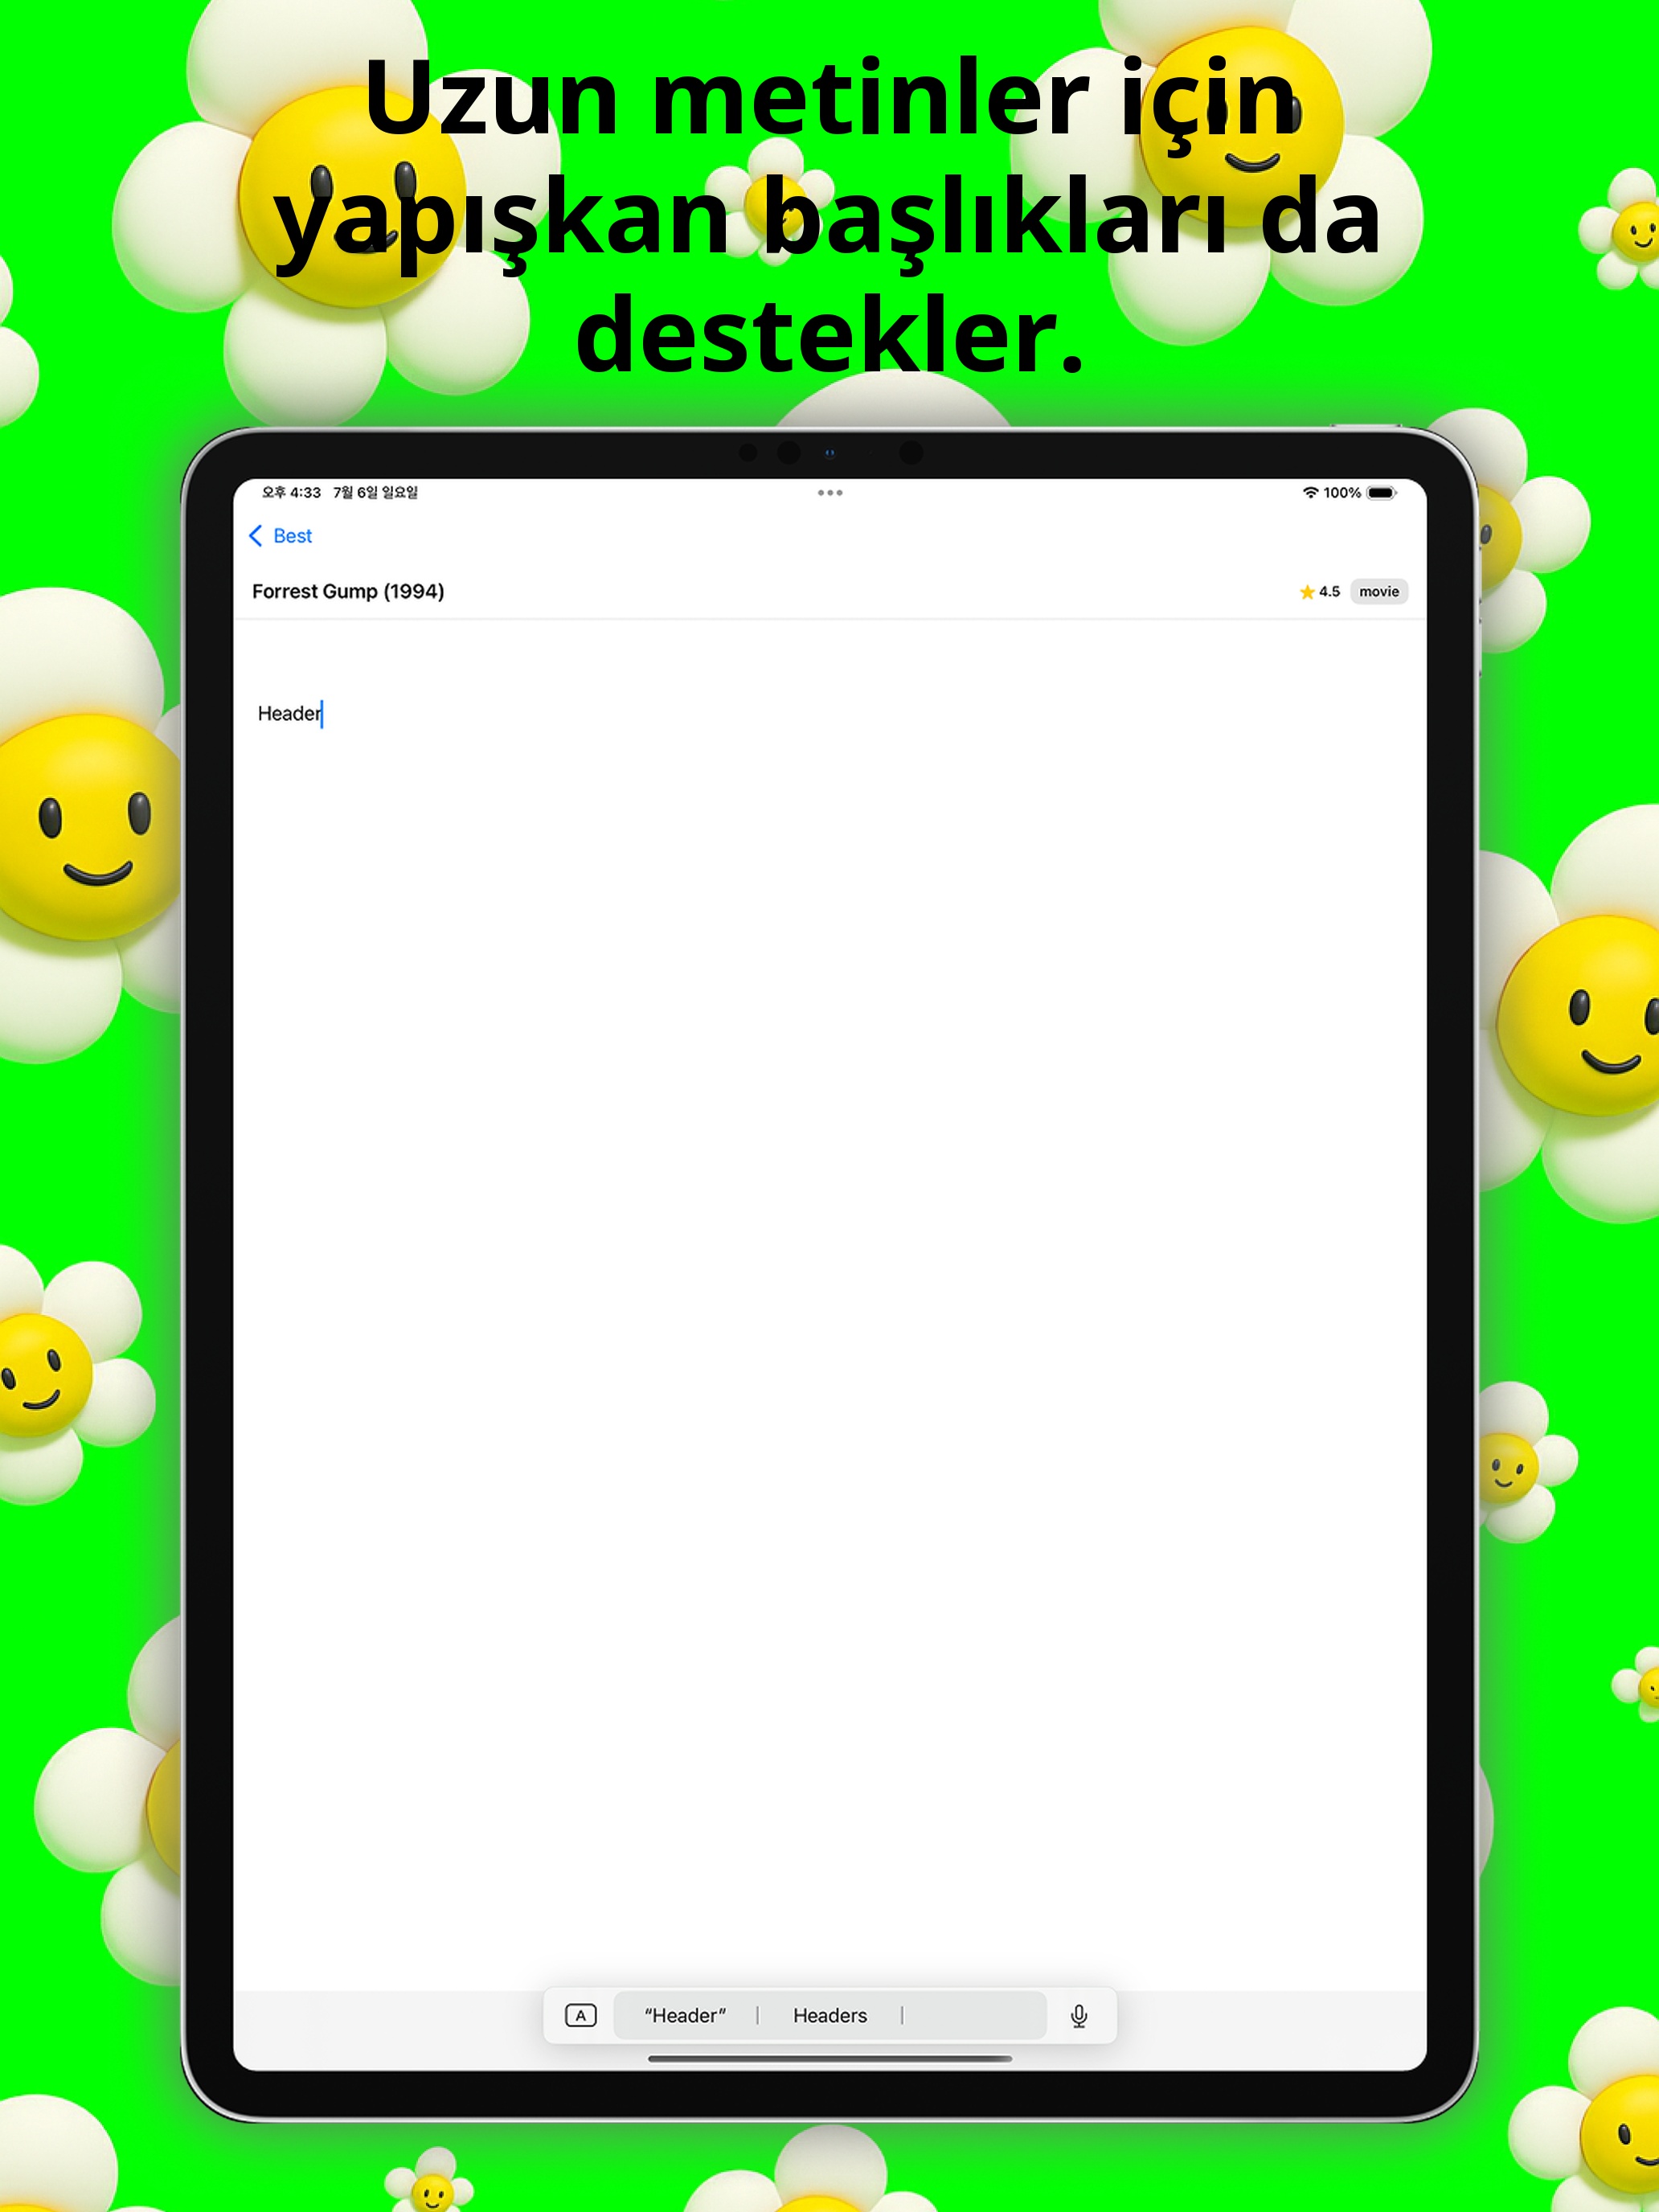 Uzun metinler için
yapışkan başlıkları da
destekler.
오후 4:33 7월 6일 일요일
100%
Best
Forrest Gump (1994)
4.5 movie
Header
A "Header" Headers